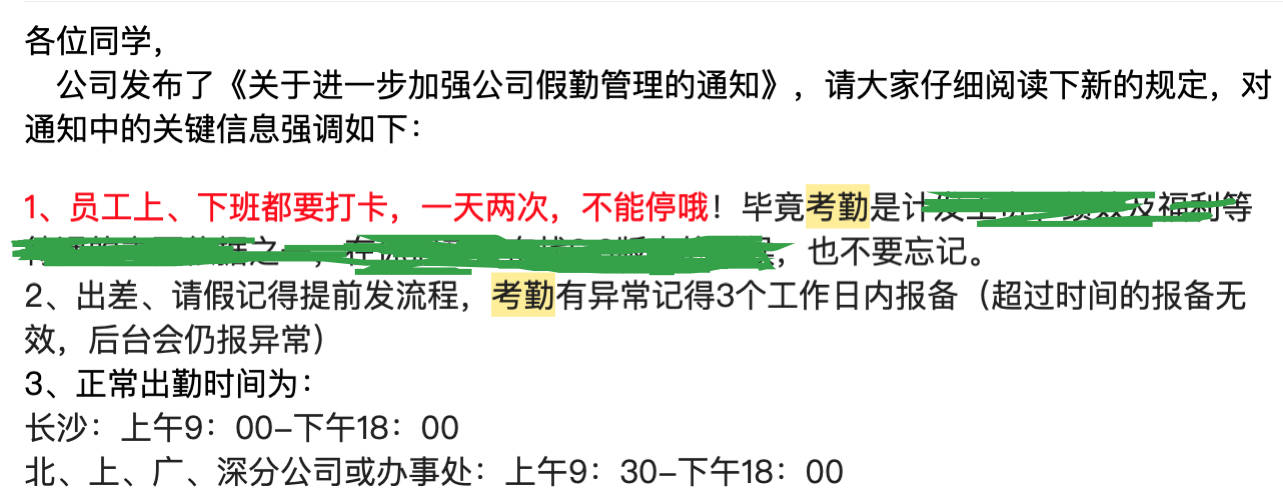 各位同学，
公司发布了《关于进一步加强公司假勤管理的通知》，请大家仔细阅读下新的规定，对
通知中的关键信息强调如下：
1、员工上、下班都要打卡，一天两次，不能停哦！毕竟考勤是计发及福利等
，也不要忘记。
2、出差、请假记得提前发流程，考勤有异常记得3个工作日内报备（超过时间的报备无
效，后台会仍报异常）
3、正常出勤时间为：
长沙：上午9：00–下午18：00
北、上、广、深分公司或办事处：上午9：30–下午18：00